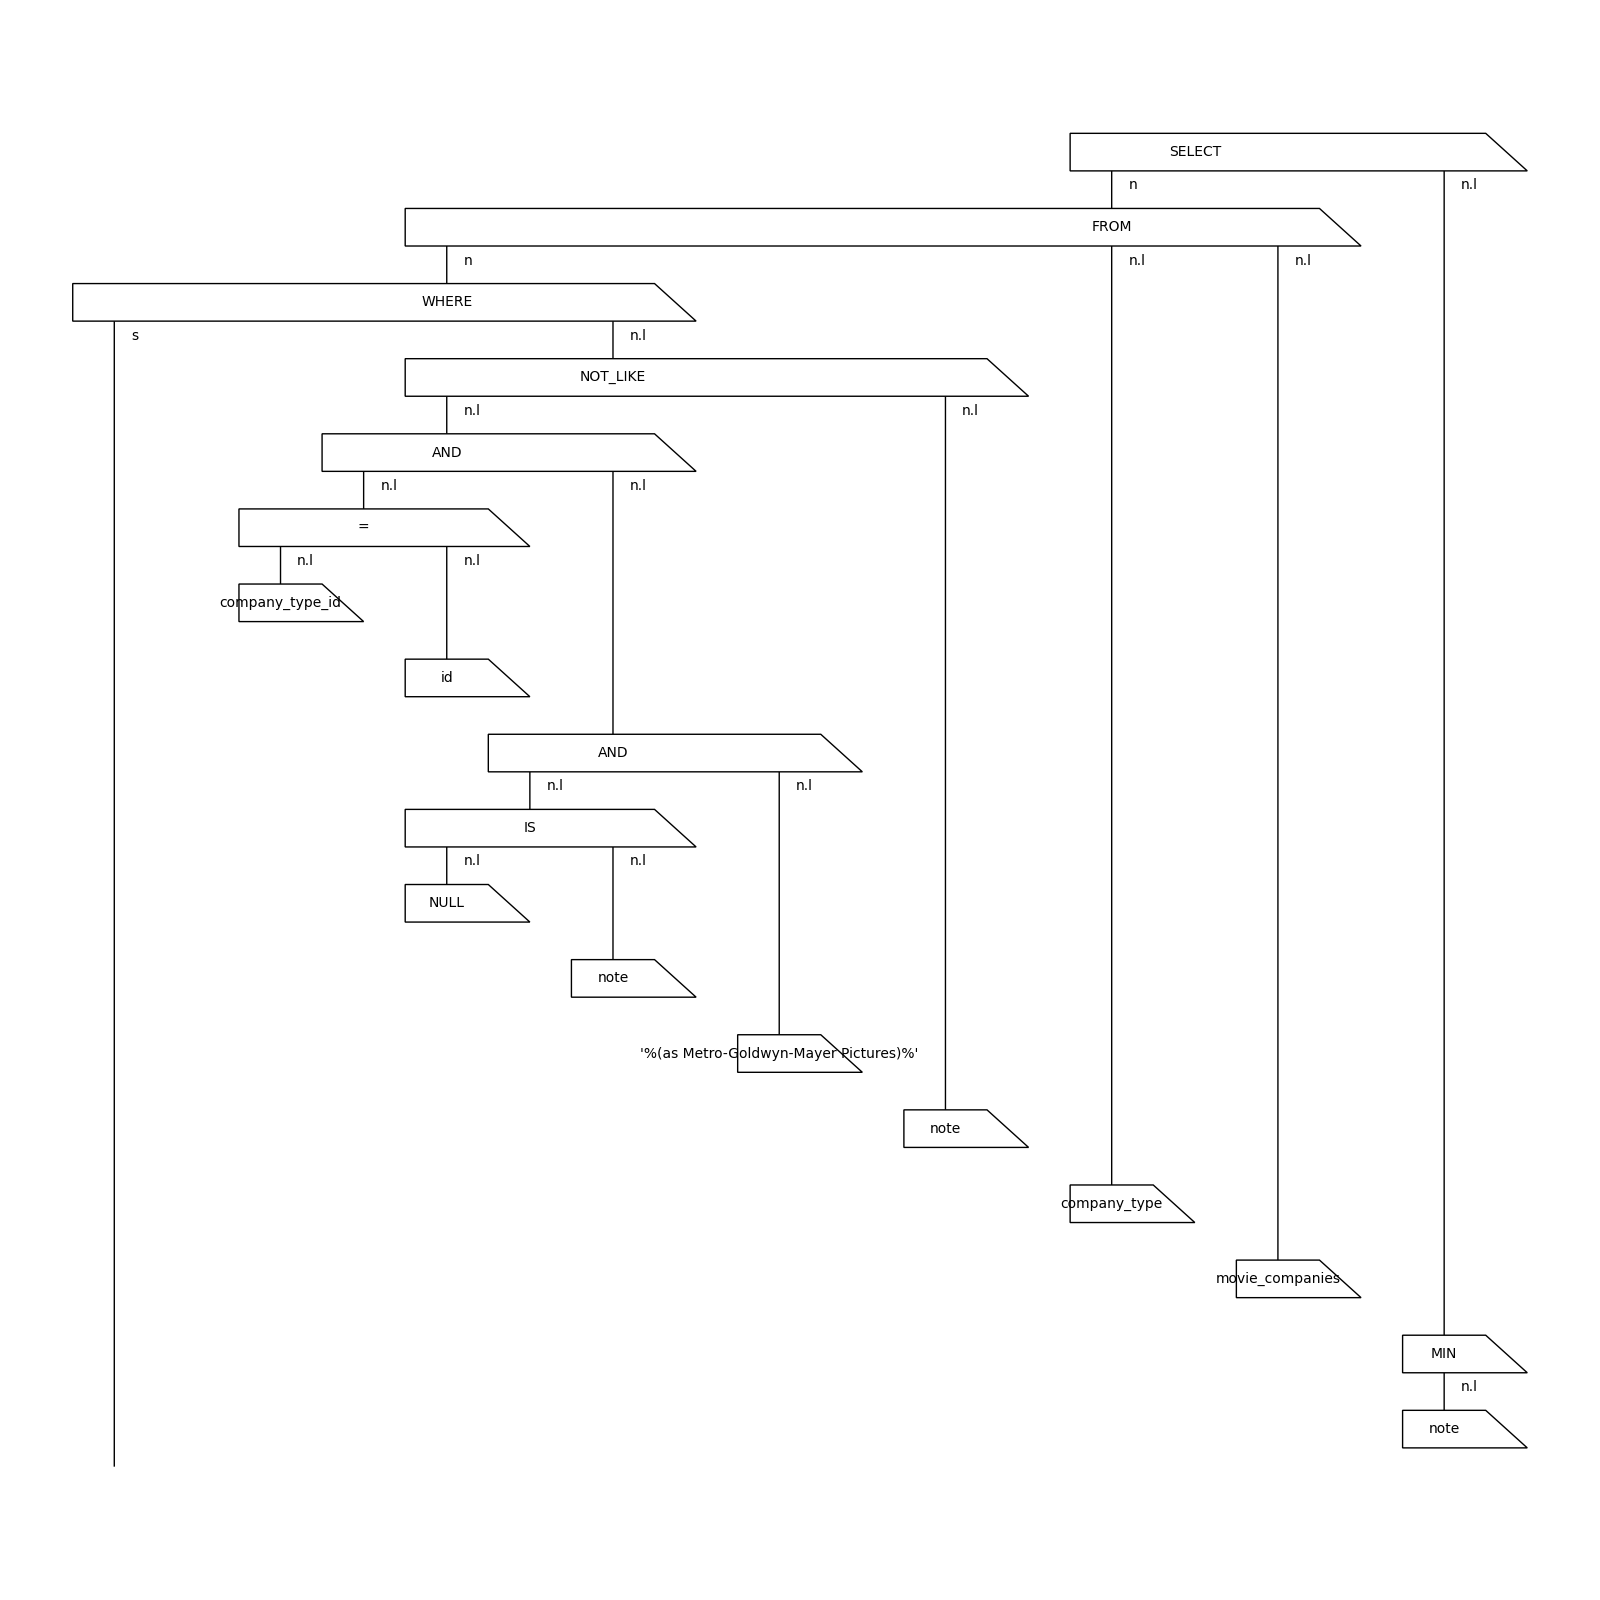 SELECT
n n.l
FROM
n n.l n.l
WHERE
s n.l
NOT_LIKE
n.l n.l
AND
n.l n.l
=
n.l n.l
company_type_id
id
AND
n.l n.l
IS
n.l n.l
NULL
note
'%(as Metro-Goldwyn-Mayer Pictures)%'
note
company_type
movie_companies
MIN
n.l
note